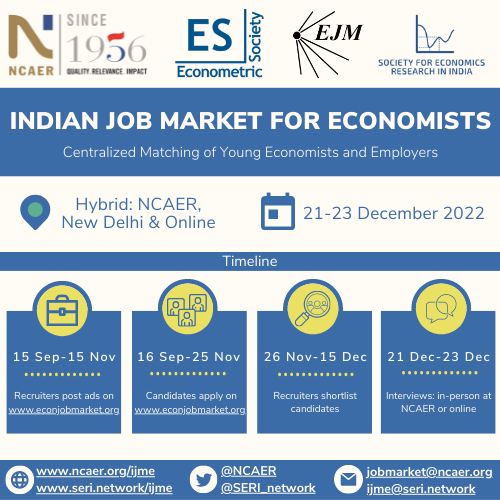 SINCE
1956
NCAER
QUALITY.RELEVANCE.IMPACT
ES
Econometric
Society
EJM
SOCIETY FOR ECONOMICS
RESEARCH IN INDIA
INDIAN JOB MARKET FOR ECONOMISTS
Centralized Matching of Young Economists and Employers
Hybrid: NCAER,
New Delhi & Online
21-23 December 2022
Timeline
15 Sep-15 Nov
Recruiters post ads on
www.econjobmarket.org
16 Sep-25 Nov
Candidates apply on
www.econjobmarket.org
26 Nov-15 Dec
Recruiters shortlist
candidates
21 Dec-23 Dec
Interviews: in-person at
NCAER or online
www.ncaer.org/ijme
www.seri.network/ijme
@NCAER
@SERI_network
jobmarket@ncaer.org
ijme@seri.network